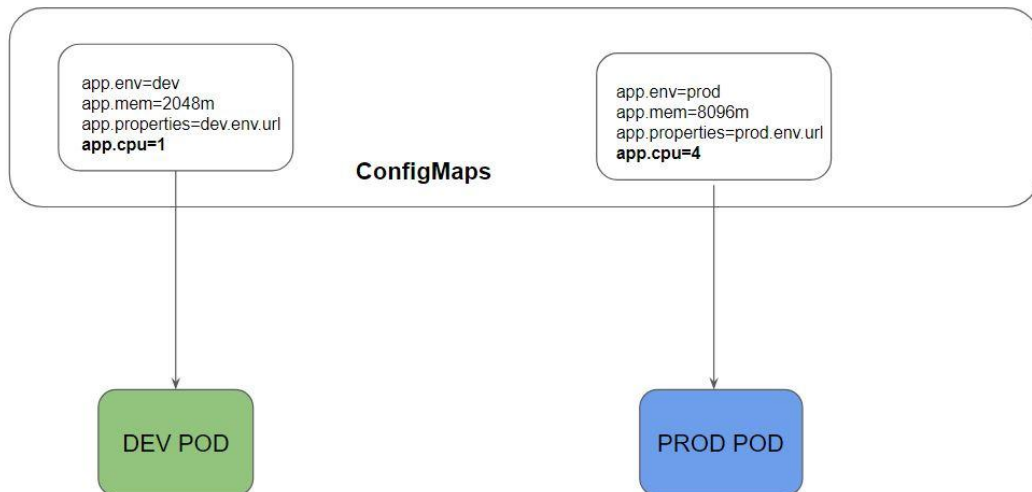 app.env=dev
app.mem=2048m
app.properties=dev.env.url
app.cpu=1
app.env=prod
app.mem=8096m
app.properties=prod.env.url
app.cpu=4
ConfigMaps
DEV POD
PROD POD